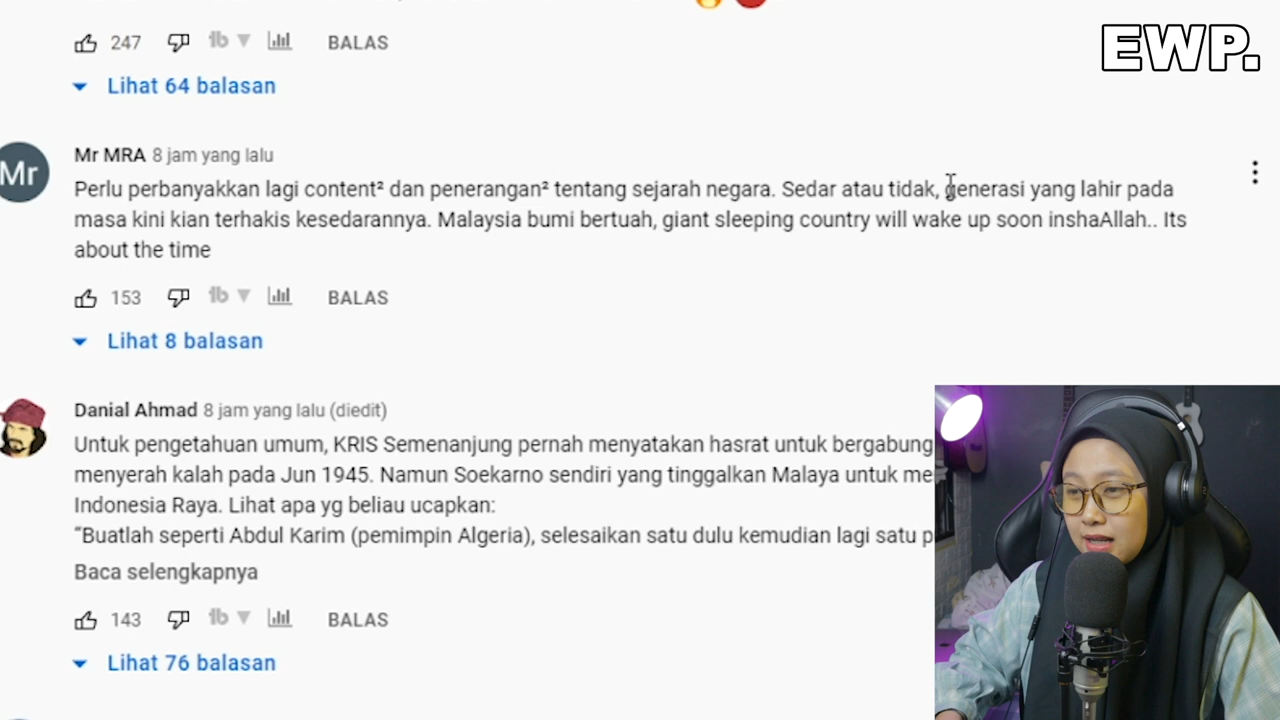 EWP.
247 BALAS
Lihat 64 balasan
Mr
Mr MRA 8 jam yang lalu
Perlu perbanyakkan lagi content² dan penerangan² tentang sejarah negara. Sedar atau tidak, generasi yang lahir pada
masa kini kian terhakis kesedarannya. Malaysia bumi bertuah, giant sleeping country will wake up soon inshaAllah.. Its
about the time
153 BALAS
Lihat 8 balasan
Danial Ahmad 8 jam yang lalu (diedit)
Untuk pengetahuan umum, KRIS Semenanjung pernah menyatakan hasrat untuk bergabung
menyerah kalah pada Jun 1945. Namun Soekarno sendiri yang tinggalkan Malaya untuk me
Indonesia Raya. Lihat apa yg beliau ucapkan:
“Buatlah seperti Abdul Karim (pemimpin Algeria), selesaikan satu dulu kemudian lagi satu p
Baca selengkapnya
143 BALAS
Lihat 76 balasan